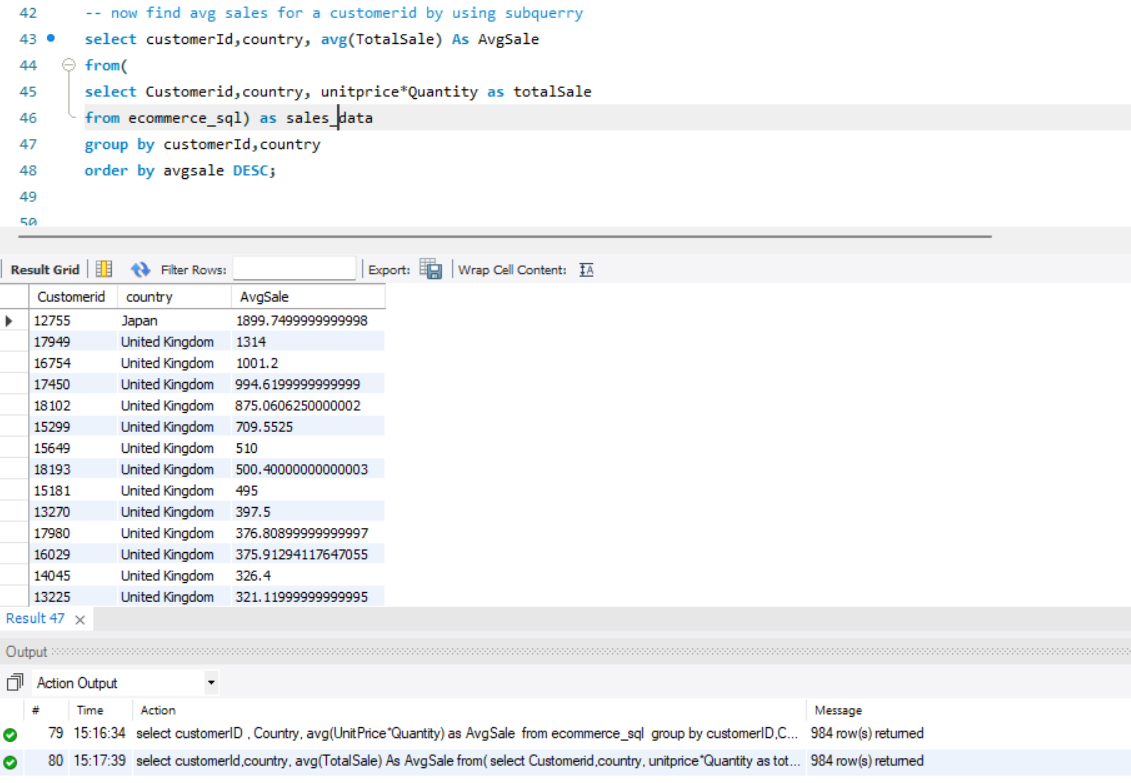 42 -- now find avg sales for a customerid by using subquerry
43 select customerId,country, avg(TotalSale) As AvgSale
44 from(
45 select Customerid,country, unitprice*Quantity as totalSale
46 from ecommerce_sql) as sales_data
47 group by customerId,country
48 order by avgsale DESC;
49
50
Result Grid Filter Rows: Export: Wrap Cell Content: IA
Customerid country AvgSale
12755 Japan 1899.7499999999998
17949 United Kingdom 1314
16754 United Kingdom 1001.2
17450 United Kingdom 994.6199999999999
18102 United Kingdom 875.0606250000002
15299 United Kingdom 709.5525
15649 United Kingdom 510
18193 United Kingdom 500.40000000000003
15181 United Kingdom 495
13270 United Kingdom 397.5
17980 United Kingdom 376.80899999999997
16029 United Kingdom 375.91294117647055
14045 United Kingdom 326.4
13225 United Kingdom 321.11999999999995
Result 47
Output
Action Output
# Time Action Message
79 15:16:34 select customerID , Country, avg(UnitPrice*Quantity) as AvgSale from ecommerce_sql group by customerID,C... 984 row(s) returned
80 15:17:39 select customerId,country, avg(TotalSale) As AvgSale from( select Customerid,country, unitprice*Quantity as tot... 984 row(s) returned